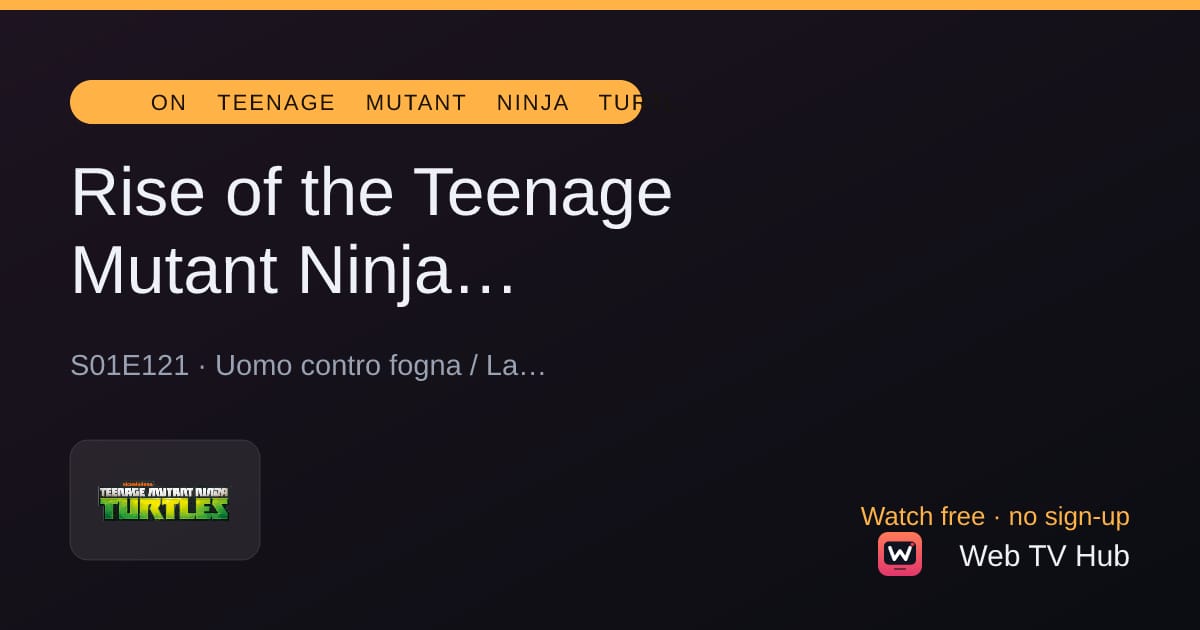 ON TEENAGE MUTANT NINJA
Rise of the Teenage
Mutant Ninja…
S01E121 · Uomo contro fogna / La…
nickelodeon
TEENAGE MUTANT NINJA
TURTLES
Watch free · no sign-up
Web TV Hub